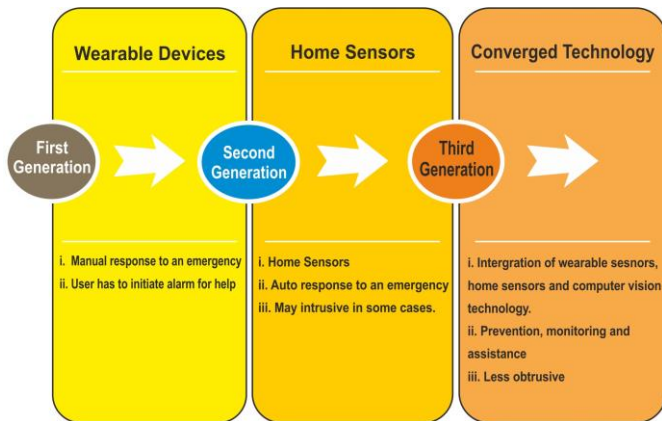 Wearable Devices
First
Generation
i. Manual response to an emergency
ii. User has to initiate alarm for help
Home Sensors
Second
Generation
i. Home Sensors
ii. Auto response to an emergency
iii. May intrusive in some cases.
Converged Technology
Third
Generation
i. Intergration of wearable sesnors,
home sensors and computer vision
technology.
ii. Prevention, monitoring and
assistance
iii. Less obtrusive